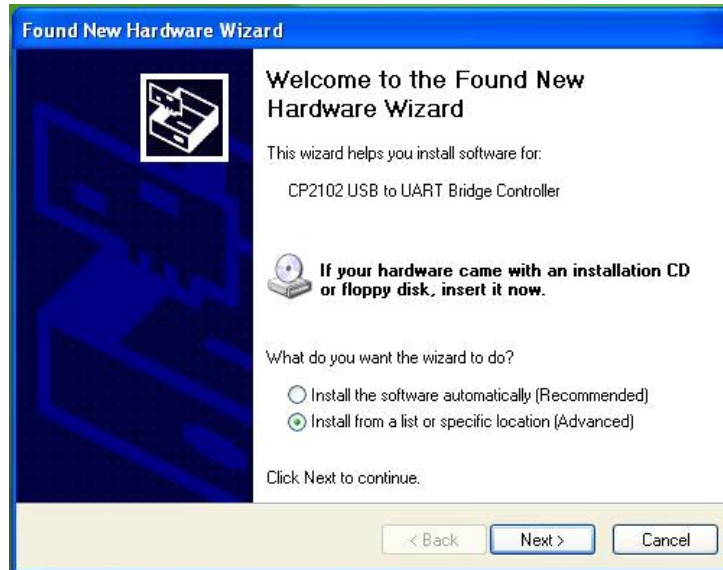 Found New Hardware Wizard
Welcome to the Found New
Hardware Wizard
This wizard helps you install software for:
CP2102 USB to UART Bridge Controller
If your hardware came with an installation CD
or floppy disk, insert it now.
What do you want the wizard to do?
Install the software automatically (Recommended)
Install from a list or specific location (Advanced)
Click Next to continue.
< Back Next > Cancel